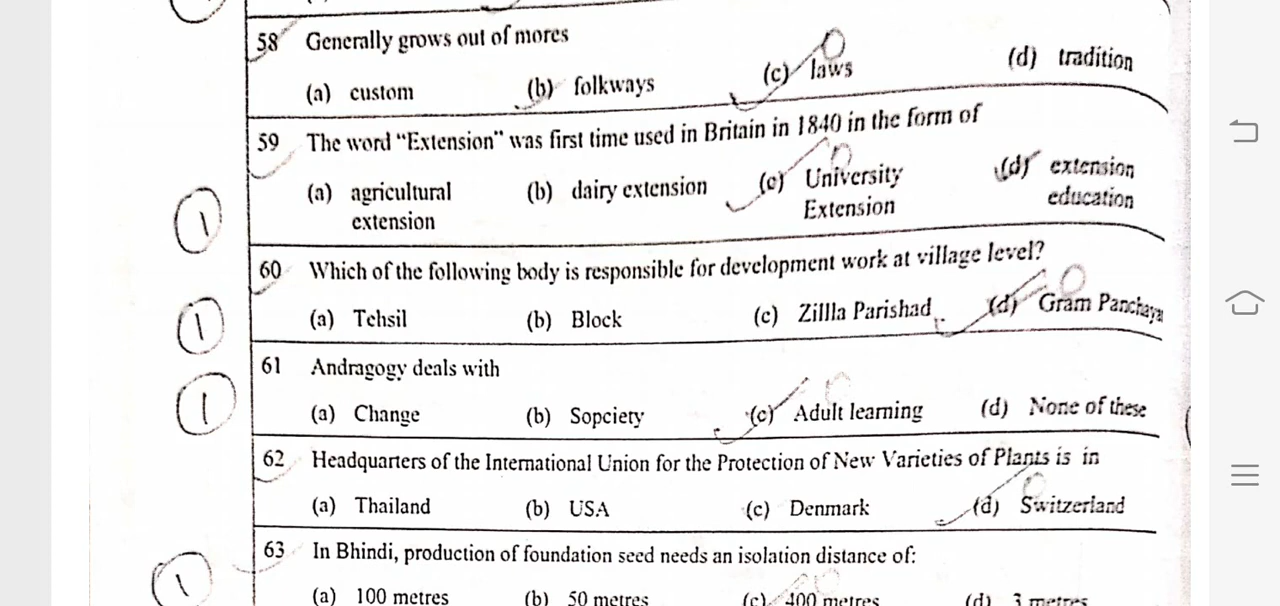 58 Generally grows out of mores
(a) custom (b) folkways (c) laws (d) tradition
59 The word "Extension" was first time used in Britain in 1840 in the form of
(a) agricultural extension (b) dairy extension (c) University Extension (d) extension education
1
60 Which of the following body is responsible for development work at village level?
(a) Tehsil (b) Block (c) Zillla Parishad (d) Gram Panchaya
1
61 Andragogy deals with
(a) Change (b) Sopciety (c) Adult learning (d) None of these
1
62 Headquarters of the International Union for the Protection of New Varieties of Plants is in
(a) Thailand (b) USA (c) Denmark (d) Switzerland
63 In Bhindi, production of foundation seed needs an isolation distance of:
1
(a) 100 metres (b) 50 metres (c) 400 metres (d) 3 metres